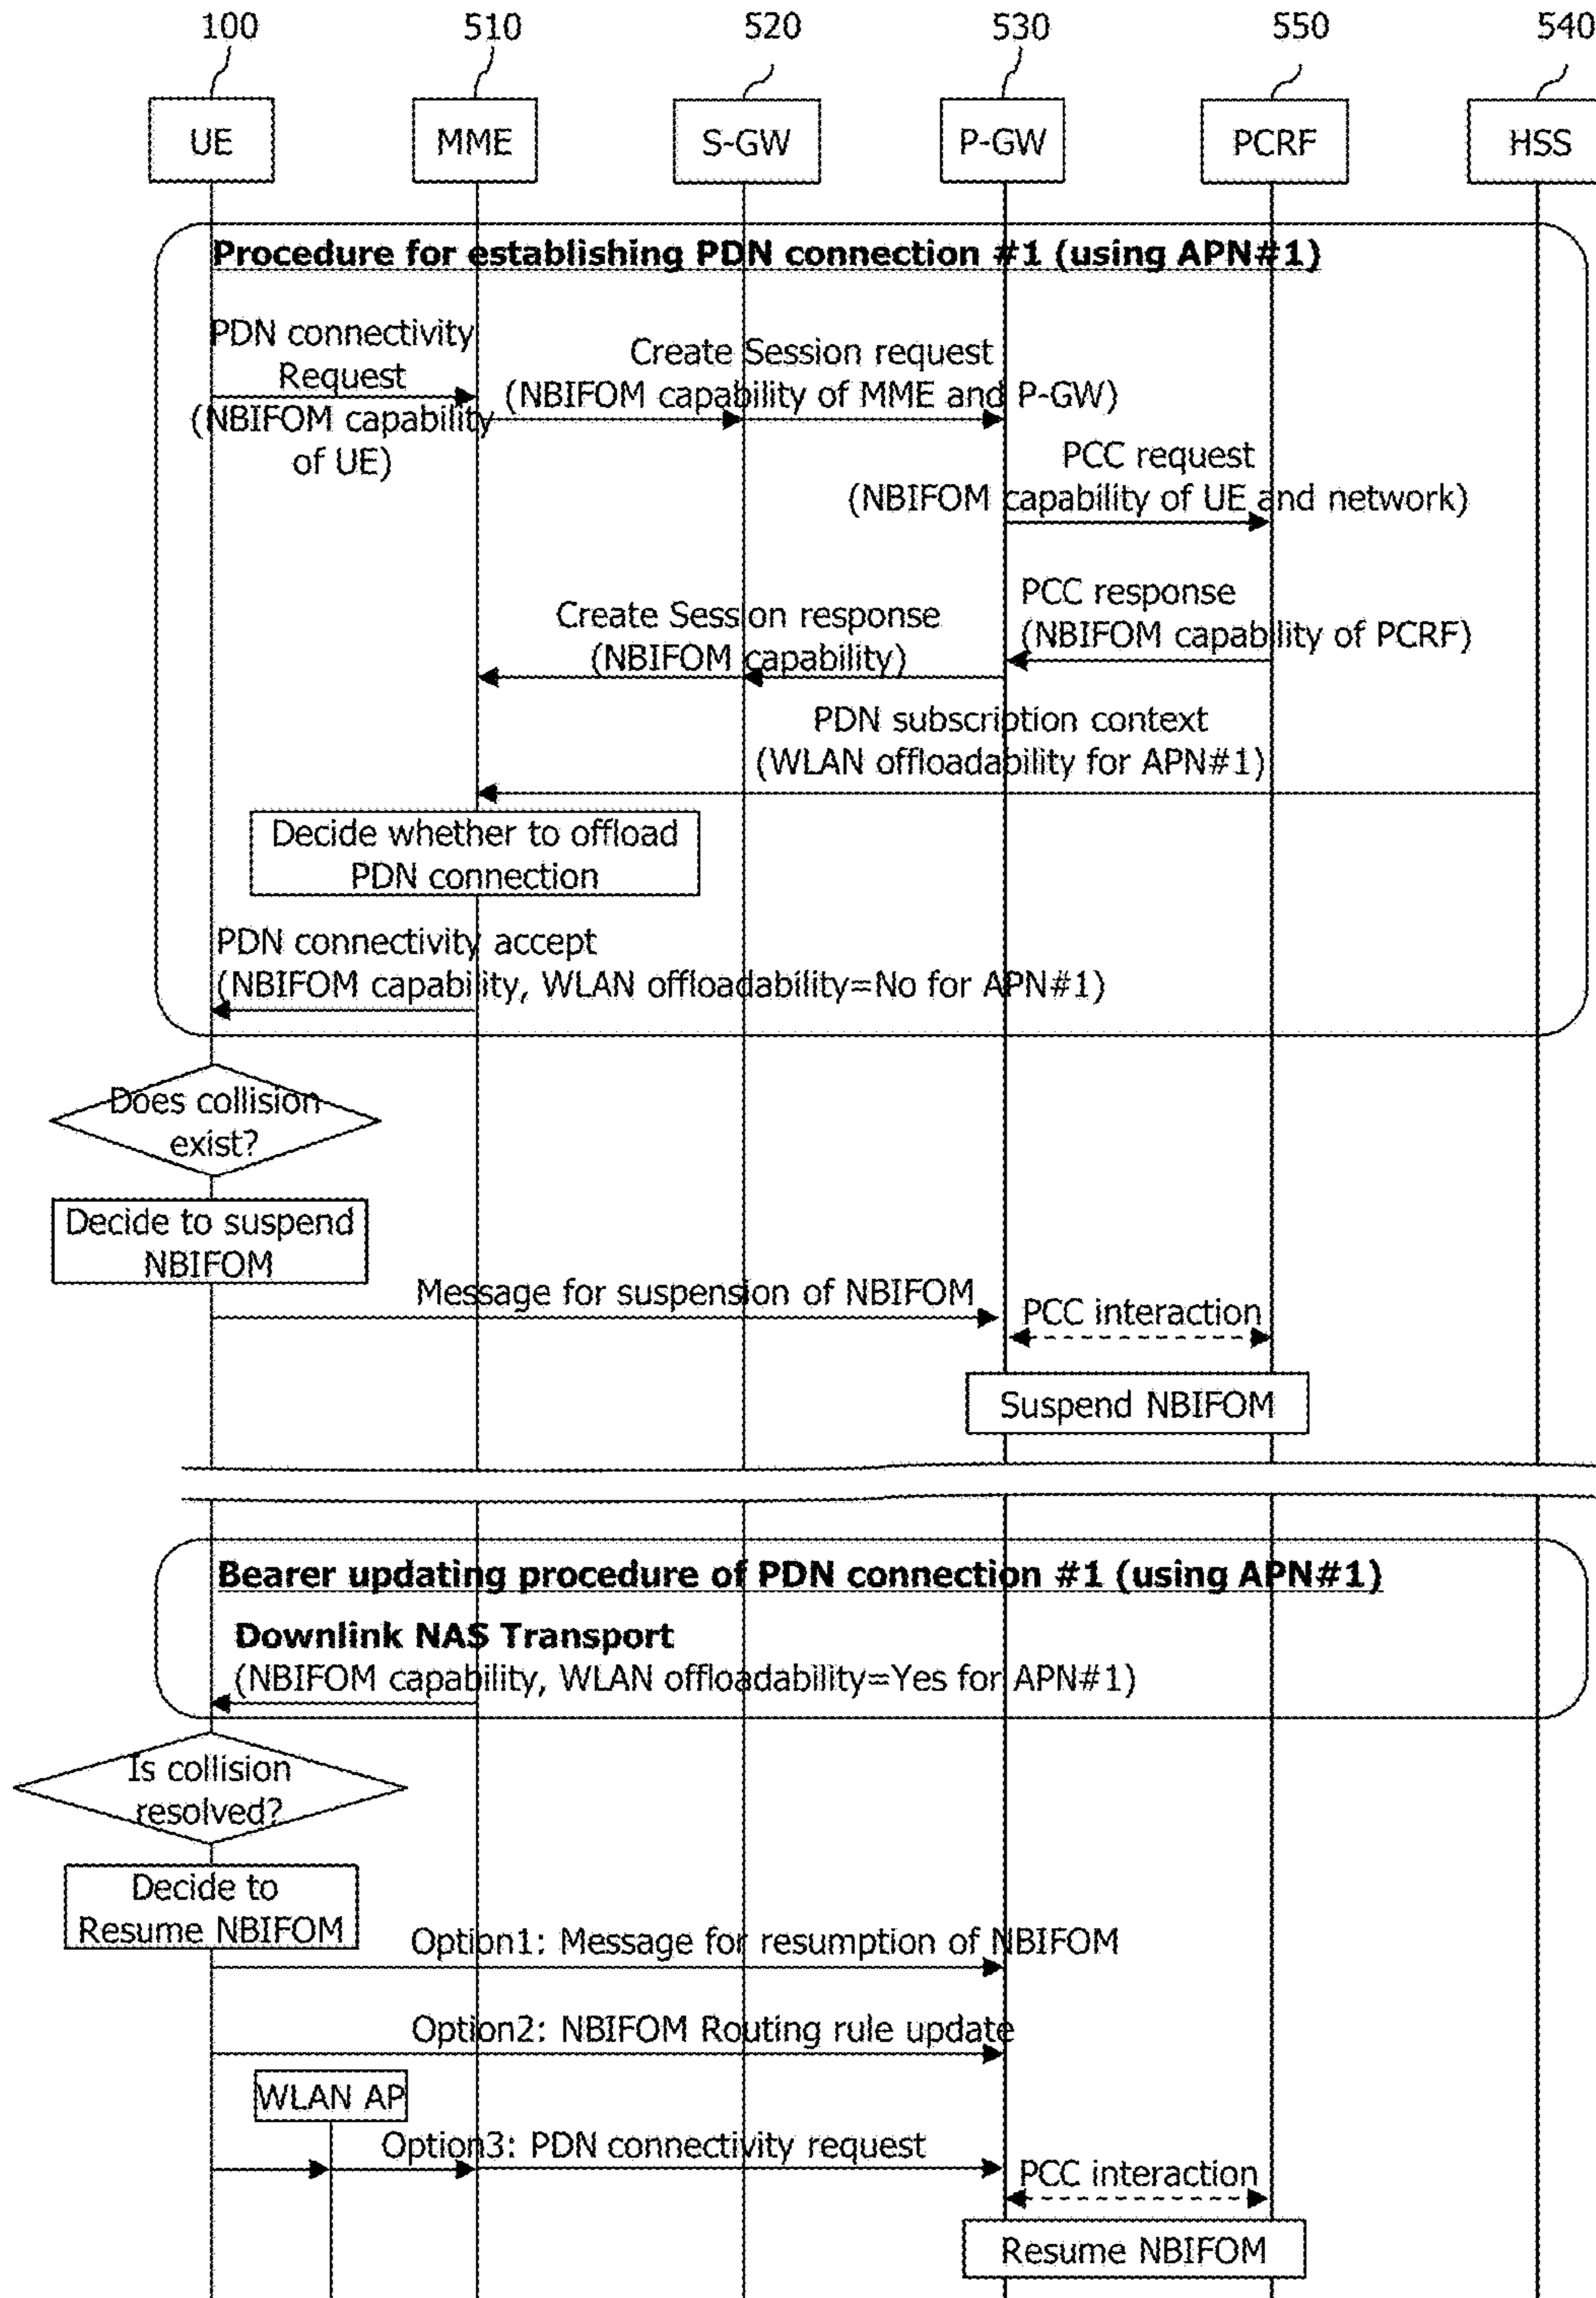 100
510
520
530
550
540
UE
MME
S-GW
P-GW
PCRF
HSS
Procedure for establishing PDN connection #1 (using APN#1)
PDN connectivity
Request
(NBIFOM capability
of UE)
Create Session request
(NBIFOM capability of MME and P-GW)
PCC request
(NBIFOM capability of UE and network)
PCC response
(NBIFOM capability of PCRF)
Create Session response
(NBIFOM capability)
PDN subscription context
(WLAN offloadability for APN#1)
Decide whether to offload
PDN connection
PDN connectivity accept
(NBIFOM capability, WLAN offloadability=No for APN#1)
Does collision
exist?
Decide to suspend
NBIFOM
Message for suspension of NBIFOM
PCC interaction
Suspend NBIFOM
Bearer updating procedure of PDN connection #1 (using APN#1)
Downlink NAS Transport
(NBIFOM capability, WLAN offloadability=Yes for APN#1)
Is collision
resolved?
Decide to
Resume NBIFOM
Option1: Message for resumption of NBIFOM
Option2: NBIFOM Routing rule update
WLAN AP
Option3: PDN connectivity request
PCC interaction
Resume NBIFOM